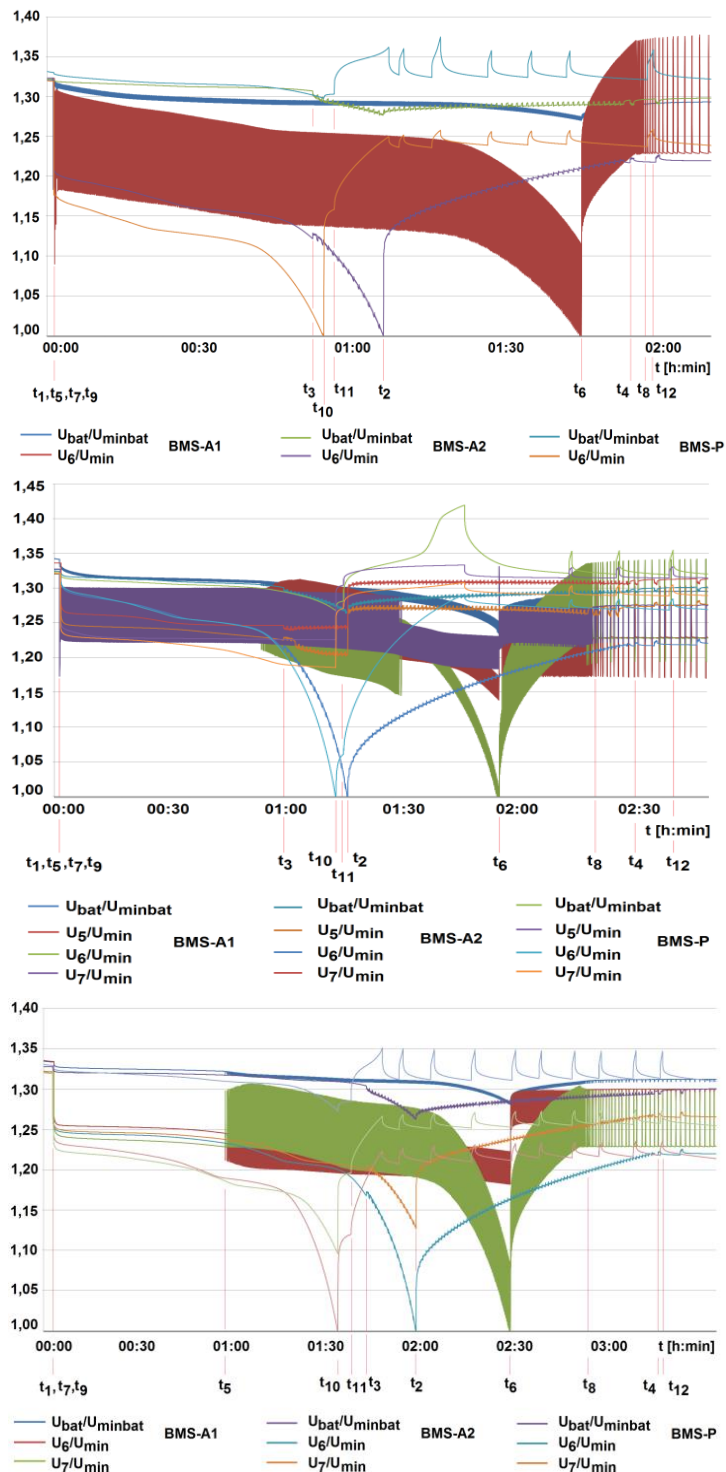 1,40
1,35
1,30
1,25
1,20
1,15
1,10
1,05
1,00
00:00 00:30 01:00 01:30 02:00
t [h:min]
t1,t5,t7,t9 t3 t11 t2 t6 t4 t8 t12
t10
Ubat/Uminbat BMS-A1 Ubat/Uminbat BMS-A2 Ubat/Uminbat BMS-P
U6/Umin U6/Umin U6/Umin
1,45
1,40
1,35
1,30
1,25
1,20
1,15
1,10
1,05
1,00
00:00 00:30 01:00 01:30 02:00 02:30
t [h:min]
t1,t5,t7,t9 t3 t10 t2 t6 t8 t4 t12
t11
Ubat/Uminbat Ubat/Uminbat Ubat/Uminbat
U5/Umin U5/Umin U5/Umin
U6/Umin BMS-A1 U6/Umin BMS-A2 U6/Umin BMS-P
U7/Umin U7/Umin U7/Umin
1,40
1,35
1,30
1,25
1,20
1,15
1,10
1,05
1,00
00:00 00:30 01:00 01:30 02:00 02:30 03:00 t [h:min]
t1,t7,t9 t5 t10 t11 t3 t2 t6 t8 t4 t12
Ubat/Uminbat Ubat/Uminbat Ubat/Uminbat
U6/Umin BMS-A1 U6/Umin BMS-A2 U6/Umin BMS-P
U7/Umin U7/Umin U7/Umin